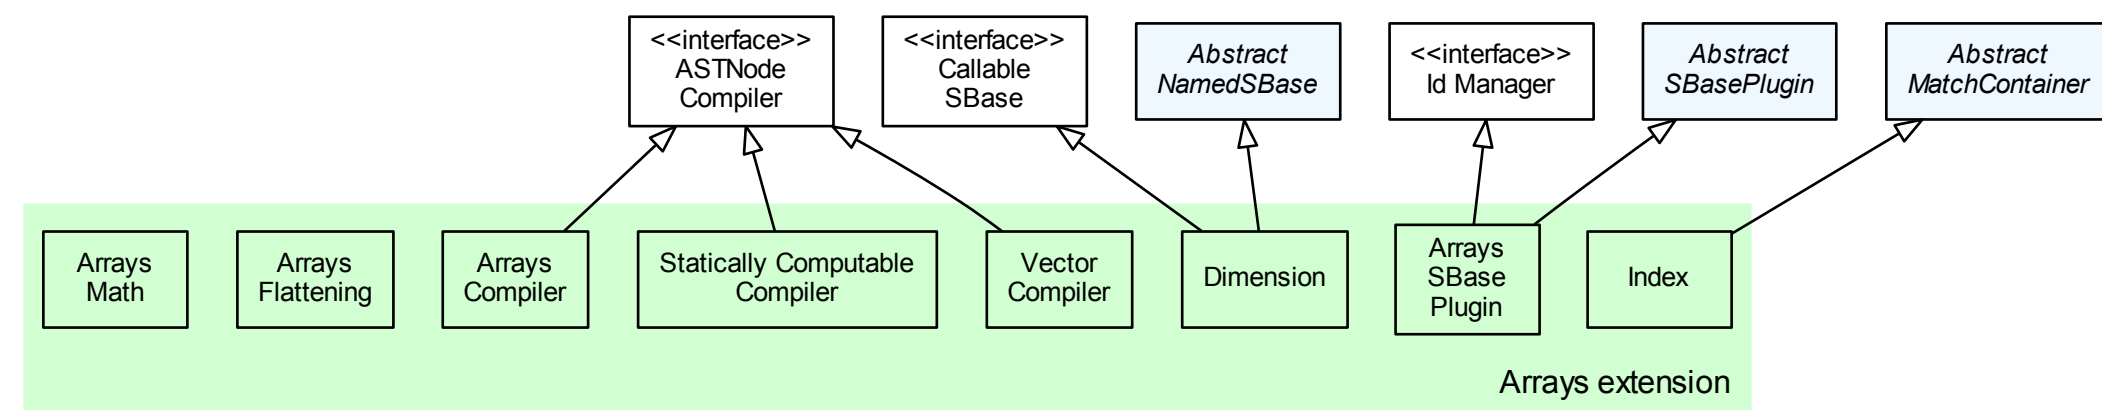 <<interface>>
ASTNode
Compiler
<<interface>>
Callable
SBase
Abstract
NamedSBase
<<interface>>
Id Manager
Abstract
SBasePlugin
Abstract
MatchContainer
Arrays
Math
Arrays
Flattening
Arrays
Compiler
Statically Computable
Compiler
Vector
Compiler
Dimension
Arrays
SBase
Plugin
Index
Arrays extension